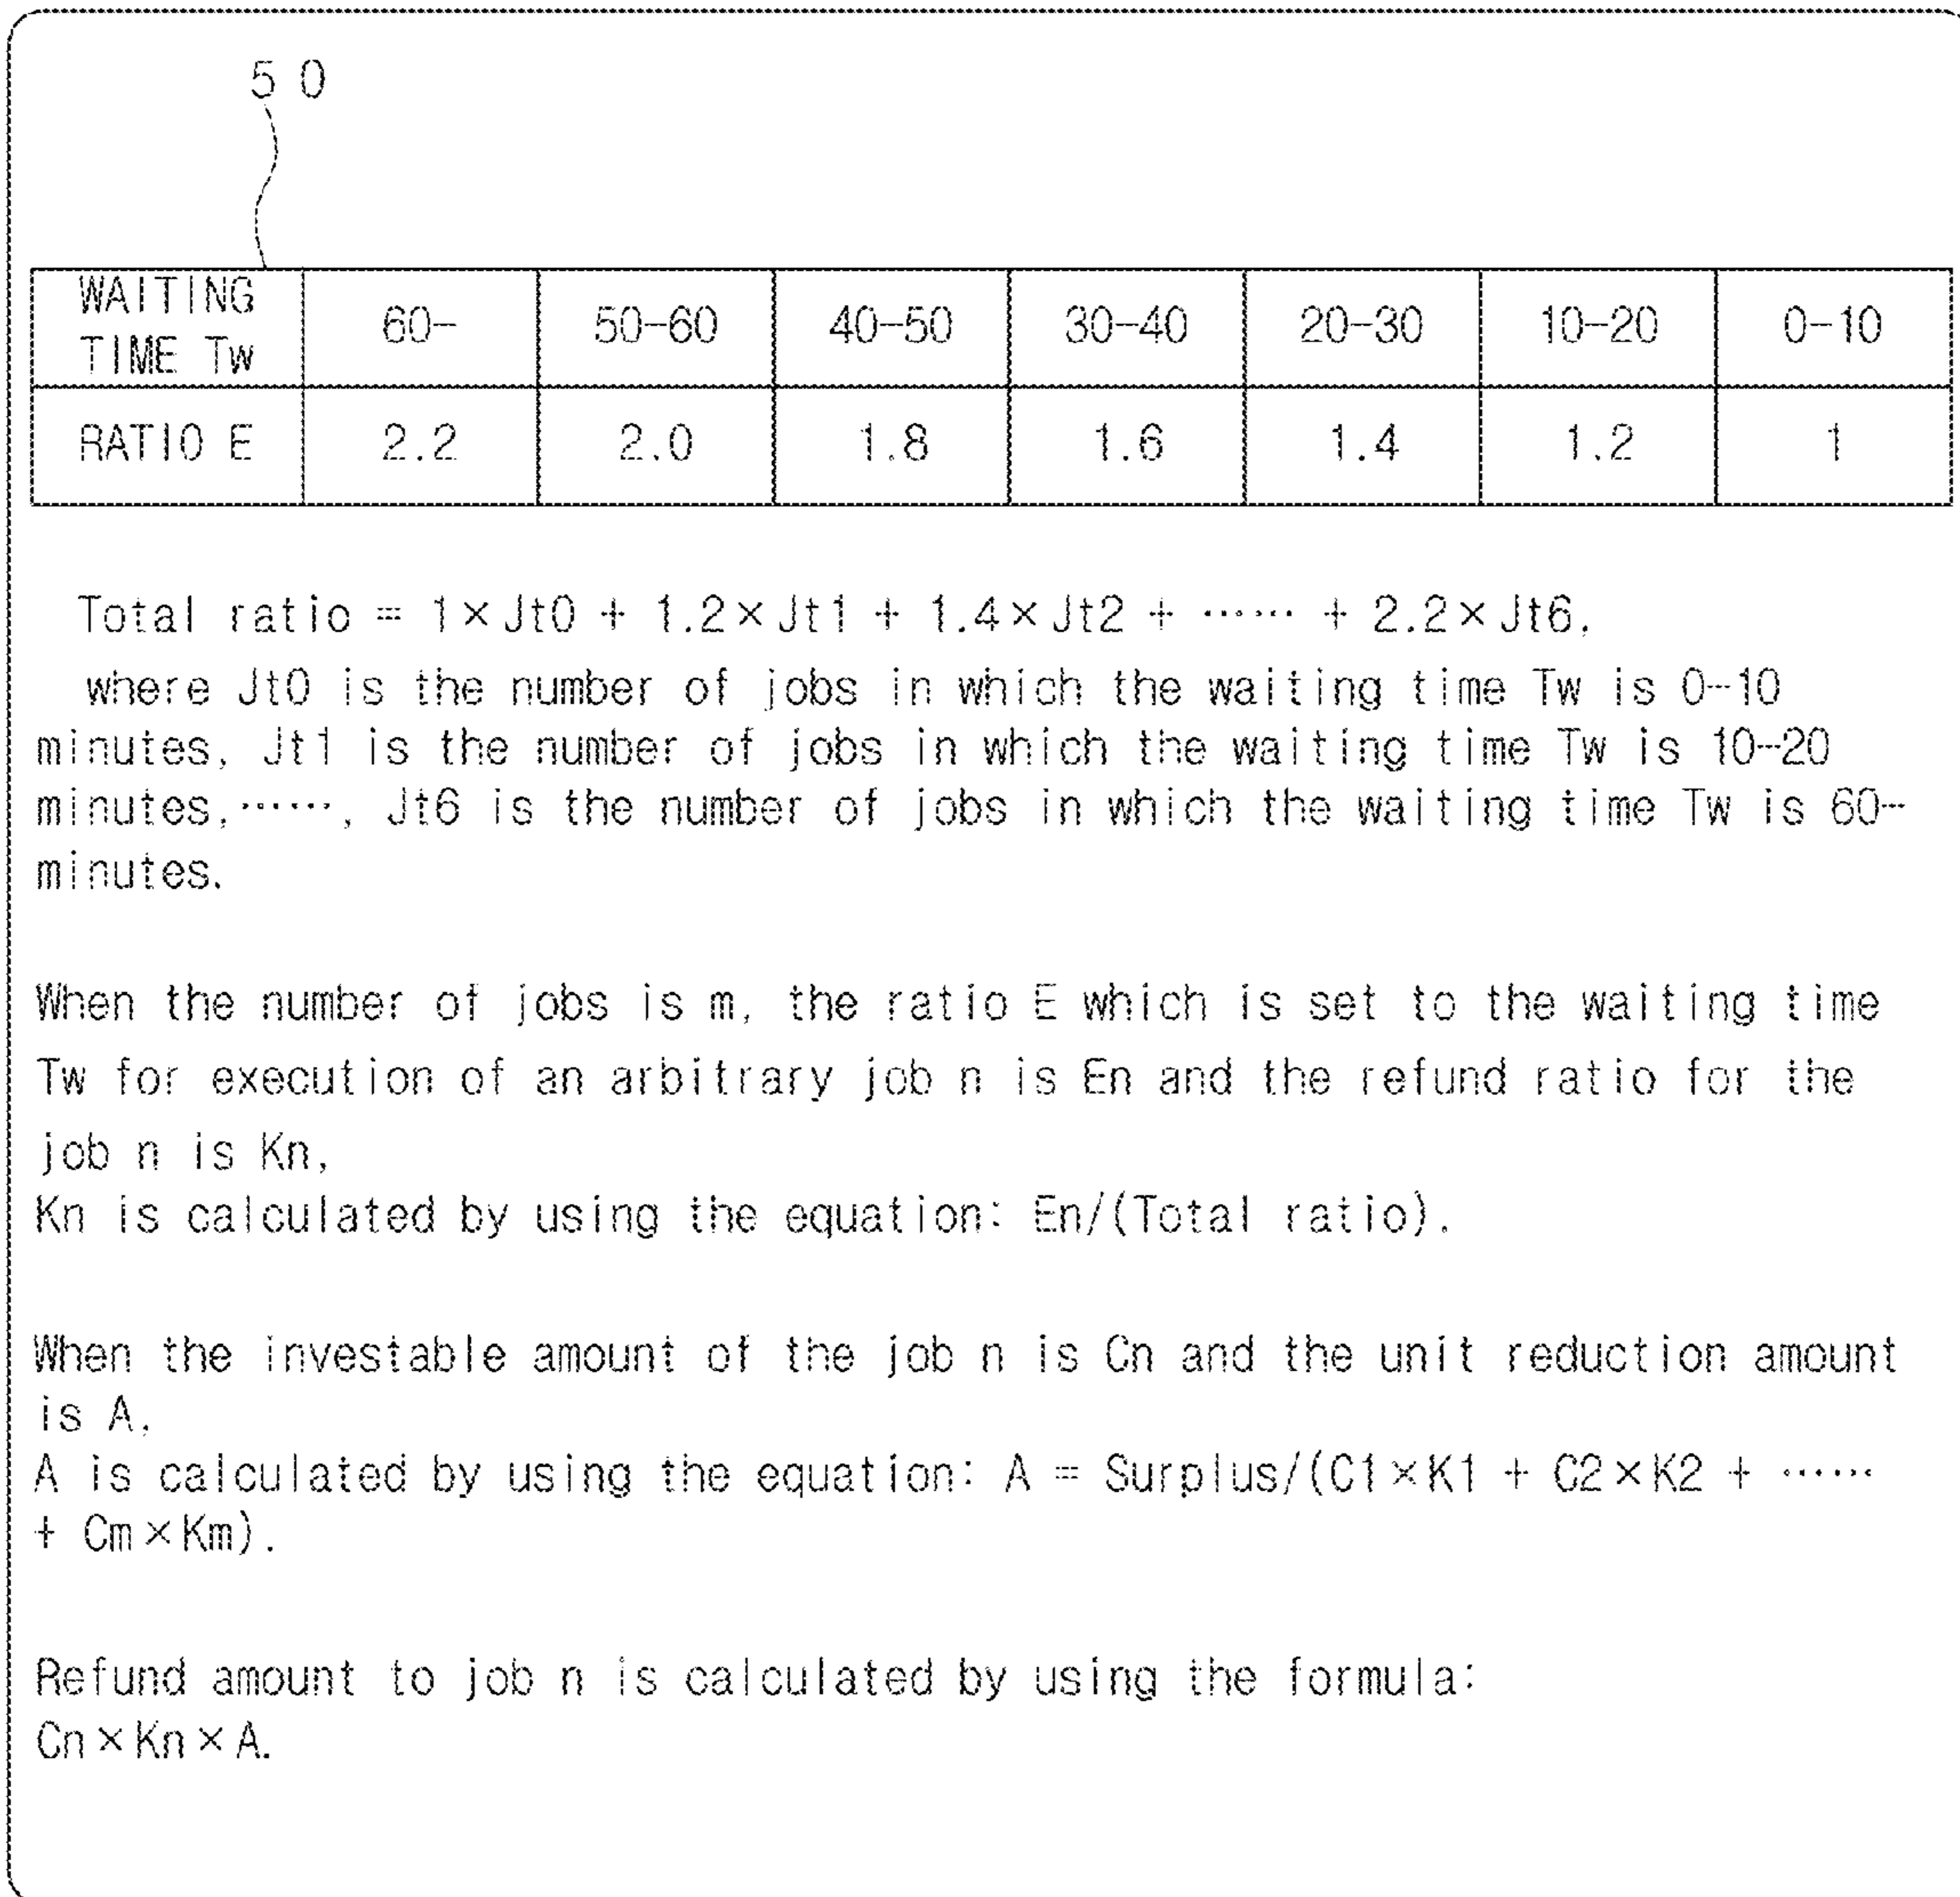 5 0
WAITING
TIME Tw
60-
50-60
40-50
30-40
20-30
10-20
0-10
RATIO E
2.2
2.0
1.8
1.6
1.4
1.2
1
Total ratio = 1×Jt0 + 1.2×Jt1 + 1.4×Jt2 + ······ + 2.2×Jt6,
where Jt0 is the number of jobs in which the waiting time Tw is 0-10
minutes, Jt1 is the number of jobs in which the waiting time Tw is 10-20
minutes,······, Jt6 is the number of jobs in which the waiting time Tw is 60-
minutes.
When the number of jobs is m, the ratio E which is set to the waiting time
Tw for execution of an arbitrary job n is En and the refund ratio for the
job n is Kn,
Kn is calculated by using the equation: En/(Total ratio).
When the investable amount of the job n is Cn and the unit reduction amount
is A,
A is calculated by using the equation: A = Surplus/(C1×K1 + C2×K2 + ······
+ Cm×Km).
Refund amount to job n is calculated by using the formula:
Cn×Kn×A.